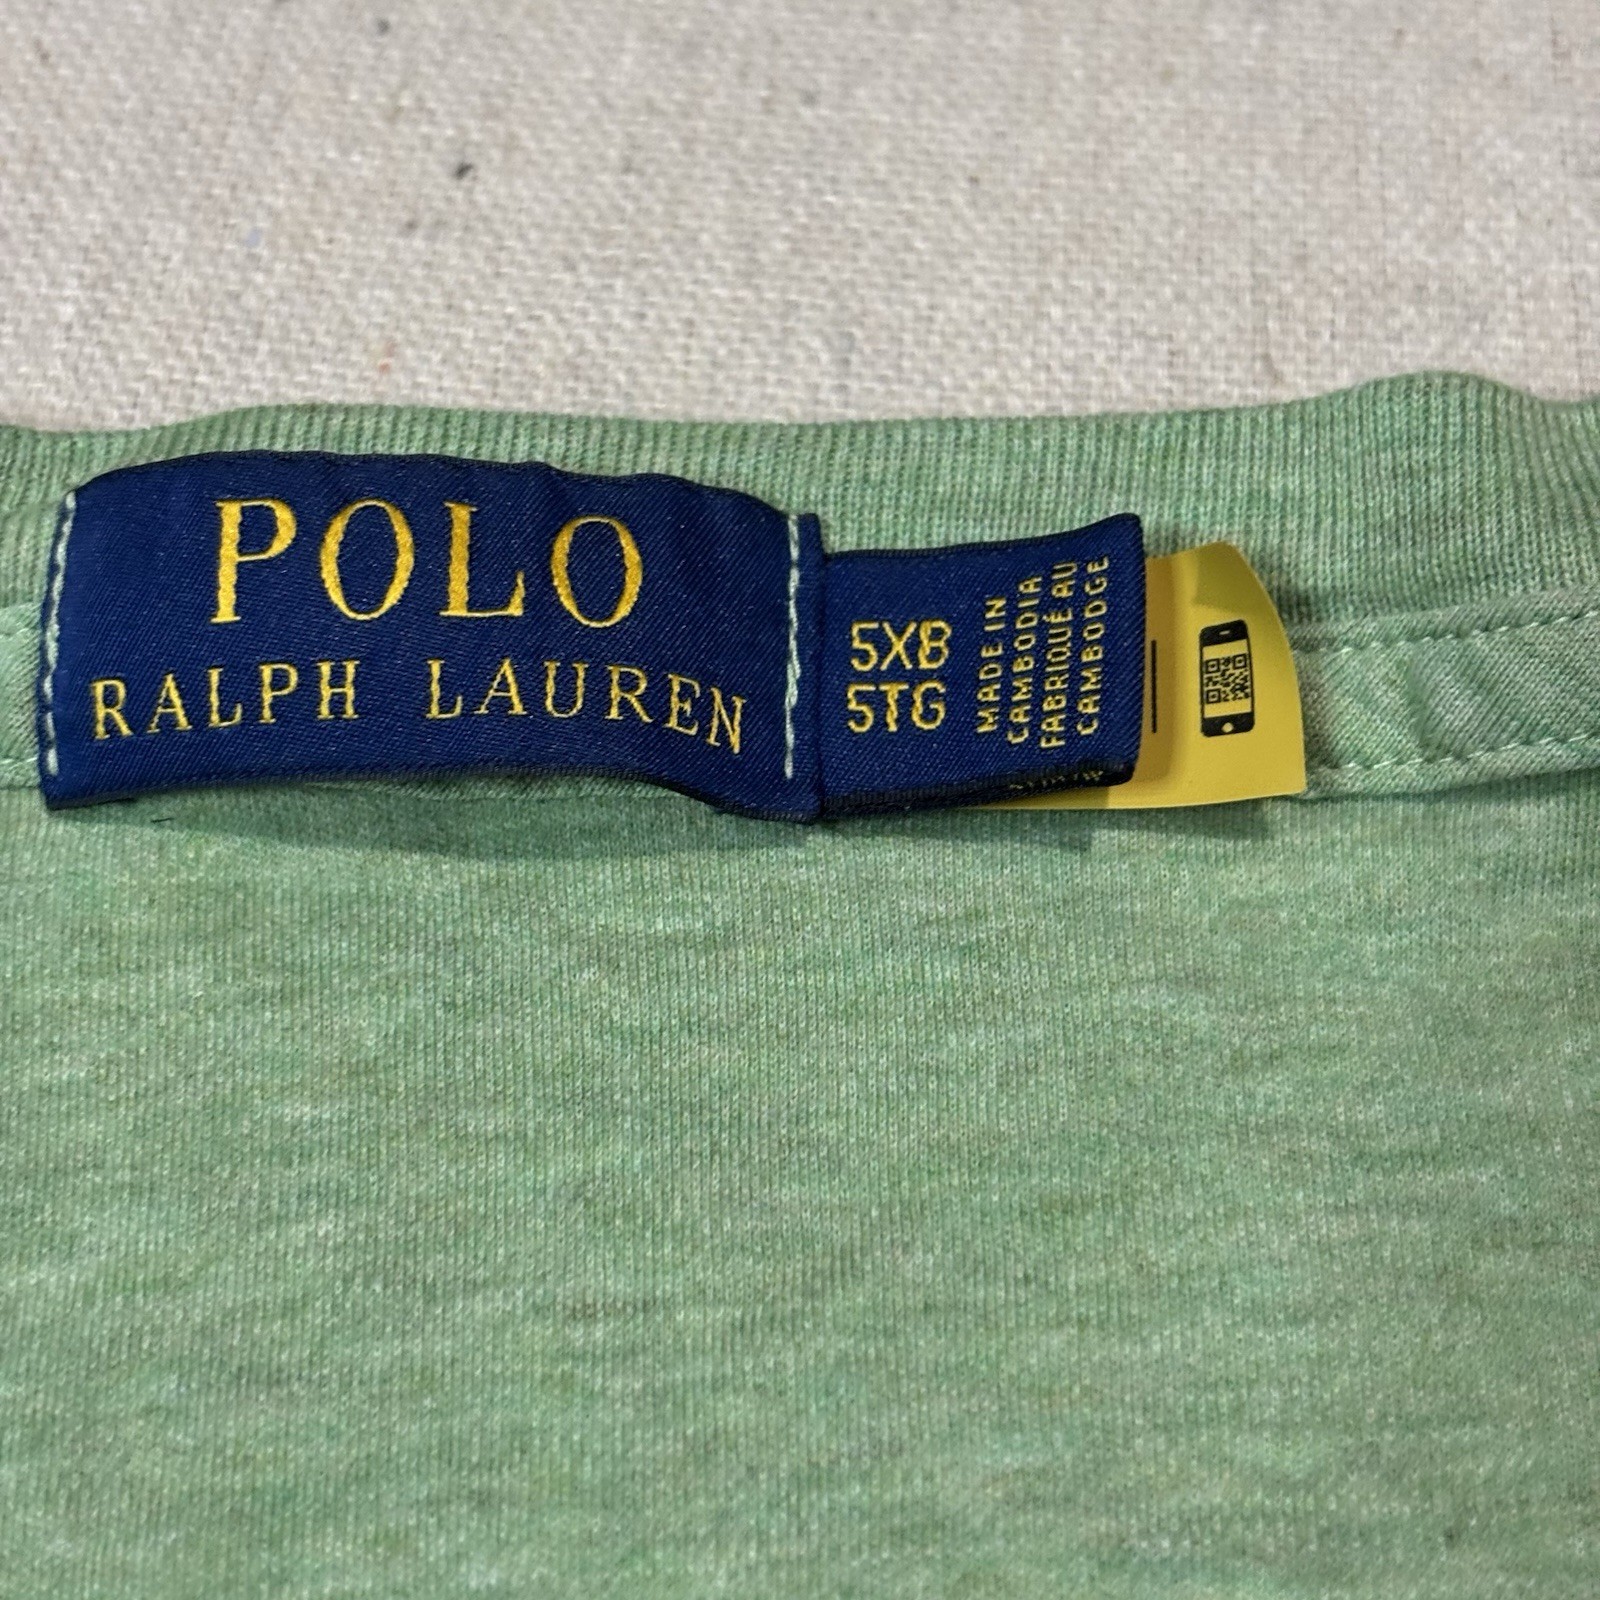 POLO
RALPH LAUREN
5XB
5TG
MADE IN
CAMBODIA
FABRIQUÉ AU
CAMBODGE